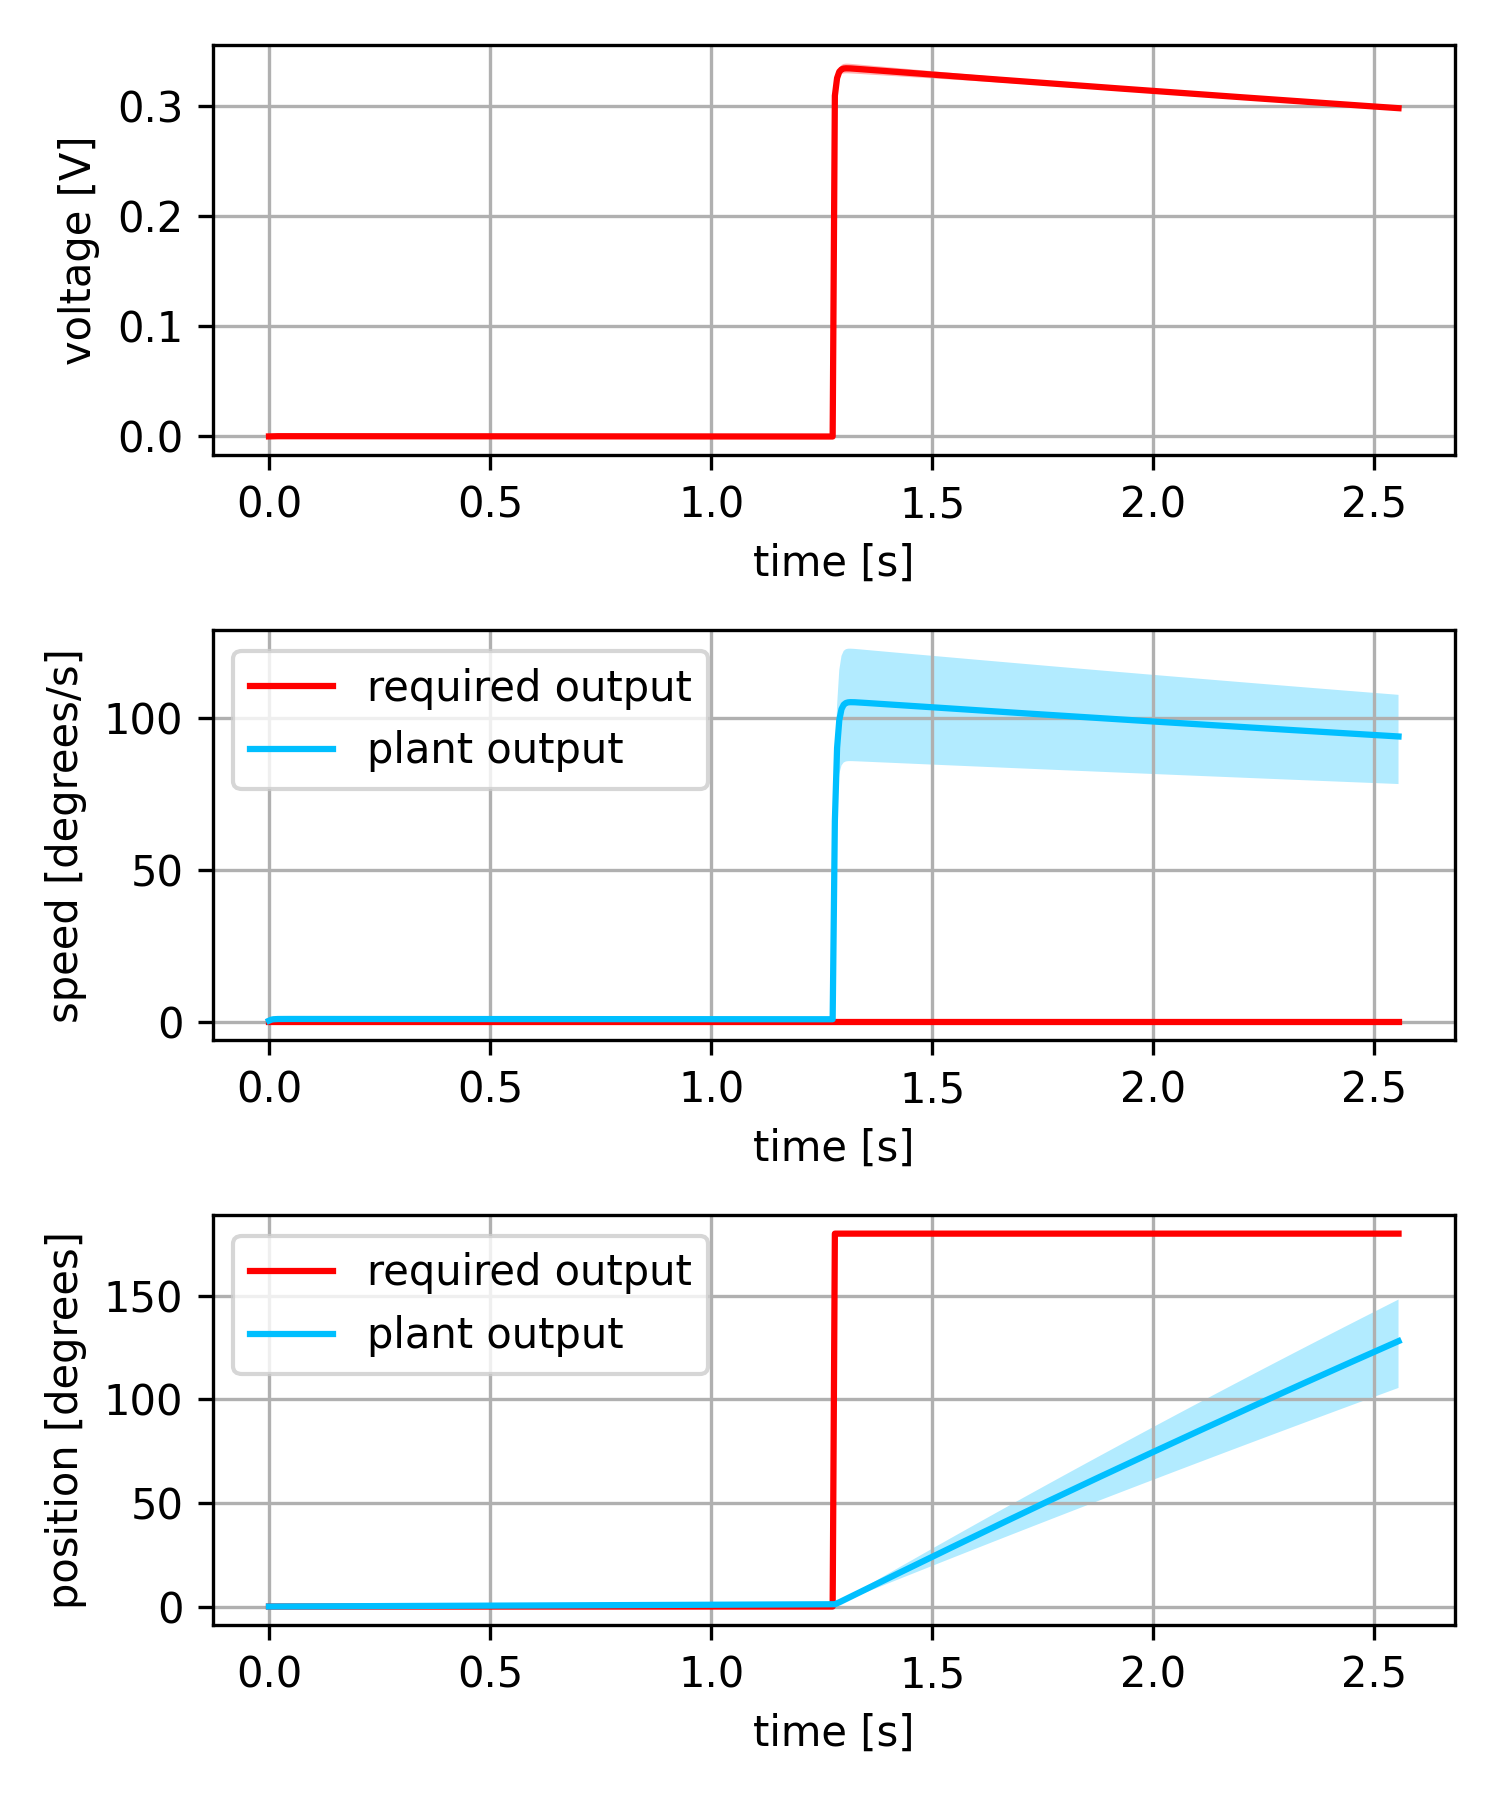 voltage [V]
0.3
0.2
0.1
0.0
0.0 0.5 1.0 1.5 2.0 2.5
time [s]
speed [degrees/s]
required output
plant output
100
50
0
0.0 0.5 1.0 1.5 2.0 2.5
time [s]
position [degrees]
required output
plant output
150
100
50
0
0.0 0.5 1.0 1.5 2.0 2.5
time [s]